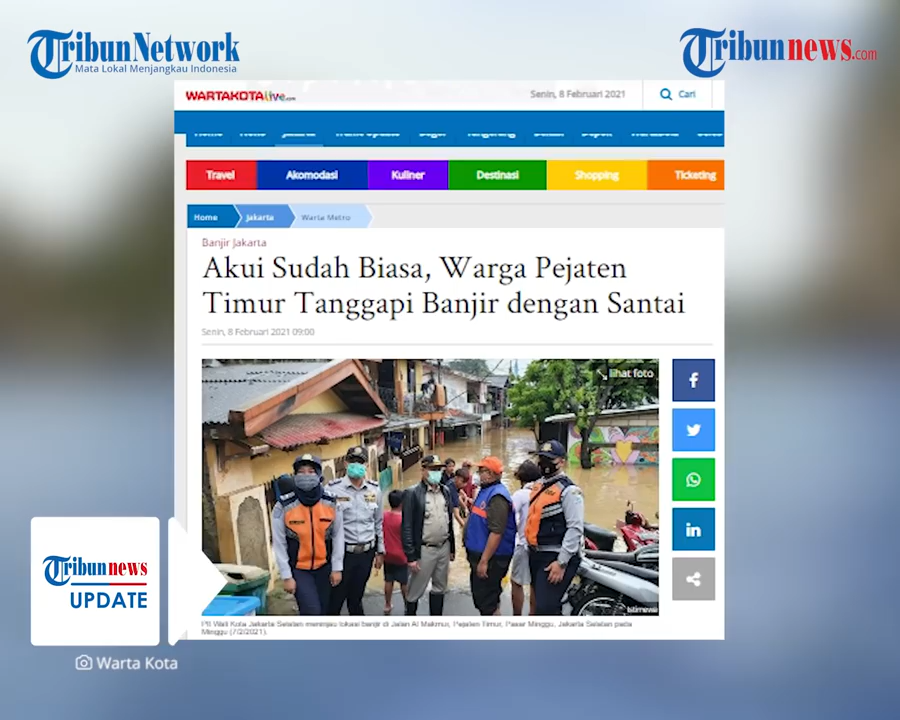 TribunNetwork
Mata Lokal Menjangkau Indonesia
Tribunnews.com
WARTAKOTAlive.com
Senin, 8 Februari 2021
Cari
Travel
Akomodasi
Kuliner
Destinasi
Shopping
Ticketing
Home
Jakarta
Warta Metro
Banjir Jakarta
Akui Sudah Biasa, Warga Pejaten
Timur Tanggapi Banjir dengan Santai
Senin, 8 Februari 2021 09:00
lihat foto
Istimewa
Plt Wali Kota Jakarta Selatan meninjau lokasi banjir di Jalan Al Makmur, Pejaten Timur, Pasar Minggu, Jakarta Selatan pada
Minggu (7/2/2021).
Tribunnews
UPDATE
Warta Kota